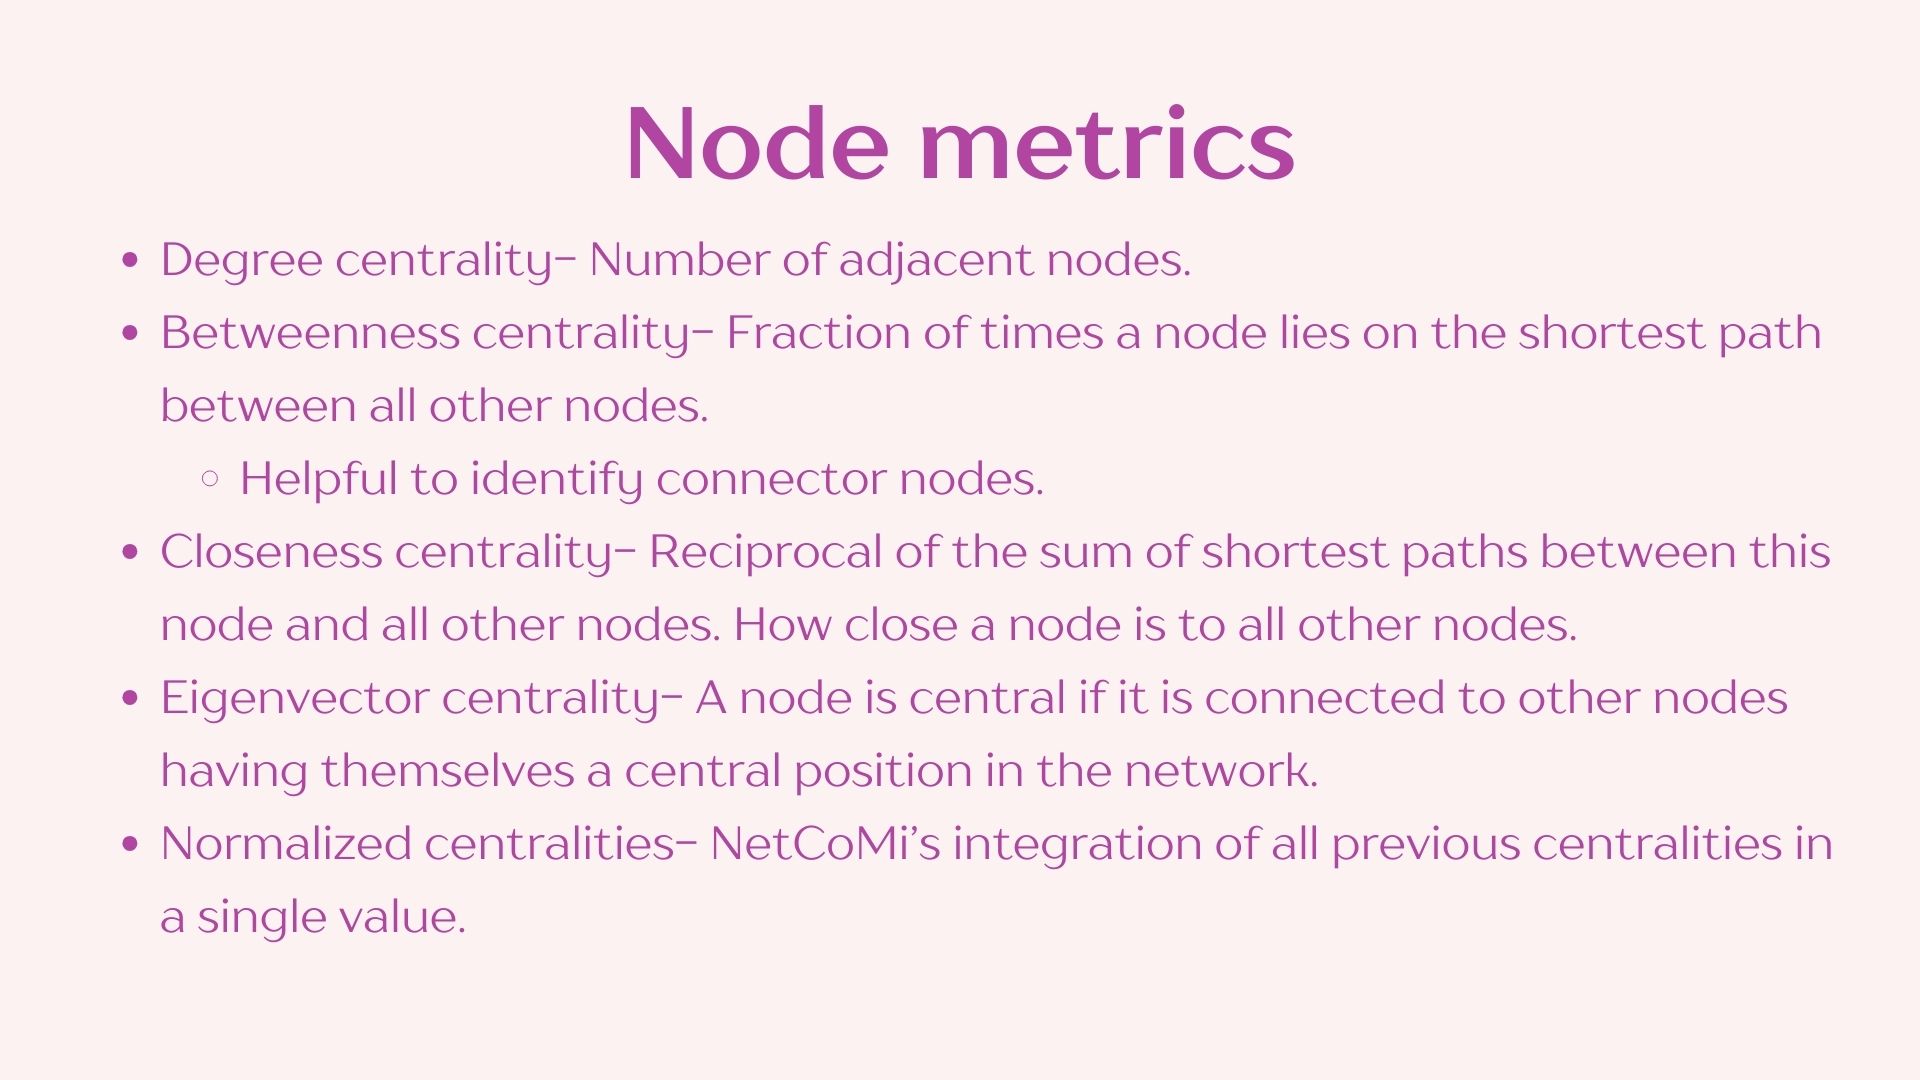 Node metrics
• Degree centrality- Number of adjacent nodes.
• Betweenness centrality- Fraction of times a node lies on the shortest path
between all other nodes.
◦ Helpful to identify connector nodes.
• Closeness centrality- Reciprocal of the sum of shortest paths between this
node and all other nodes. How close a node is to all other nodes.
• Eigenvector centrality- A node is central if it is connected to other nodes
having themselves a central position in the network.
• Normalized centralities- NetCoMi’s integration of all previous centralities in
a single value.